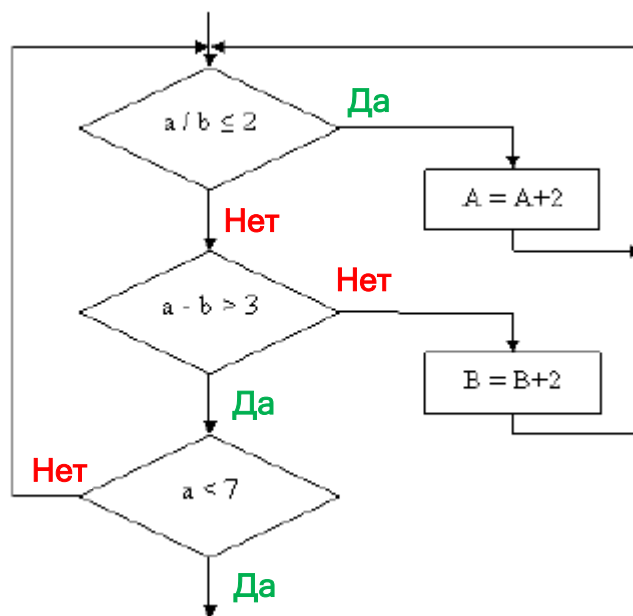 Да
a / b ≤ 2
A = A+2
Нет
Нет
a - b > 3
B = B+2
Да
Нет
a < 7
Да